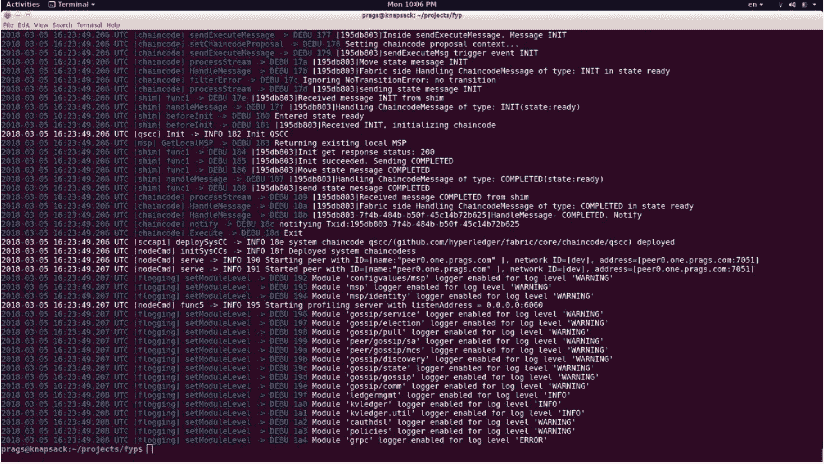 Activities Terminal Mon 10:06 PM en
prags@knapsack: ~/projects/fyp
File Edit View Search Terminal Help
2018-03-05 16:23:49.206 UTC [chaincode] sendExecuteMessage -> DEBU 177 [195db803]Inside sendExecuteMessage. Message INIT
2018-03-05 16:23:49.206 UTC [chaincode] setChaincodeProposal -> DEBU 178 Setting chaincode proposal context...
2018-03-05 16:23:49.206 UTC [chaincode] sendExecuteMessage -> DEBU 179 [195db803]sendExecuteMsg trigger event INIT
2018-03-05 16:23:49.206 UTC [chaincode] processStream -> DEBU 17a [195db803]Move state message INIT
2018-03-05 16:23:49.206 UTC [chaincode] HandleMessage -> DEBU 17b [195db803]Fabric side Handling ChaincodeMessage of type: INIT in state ready
2018-03-05 16:23:49.206 UTC [chaincode] filterError -> DEBU 17c Ignoring NoTransitionError: no transition
2018-03-05 16:23:49.206 UTC [chaincode] processStream -> DEBU 17d [195db803]sending state message INIT
2018-03-05 16:23:49.206 UTC [shim] func1 -> DEBU 17e [195db803]Received message INIT from shim
2018-03-05 16:23:49.206 UTC [shim] handleMessage -> DEBU 17f [195db803]Handling ChaincodeMessage of type: INIT(state:ready)
2018-03-05 16:23:49.206 UTC [shim] beforeInit -> DEBU 180 Entered state ready
2018-03-05 16:23:49.206 UTC [shim] beforeInit -> DEBU 181 [195db803]Received INIT, initializing chaincode
2018-03-05 16:23:49.206 UTC [qscc] Init -> INFO 182 Init QSCC
2018-03-05 16:23:49.206 UTC [msp] GetLocalMSP -> DEBU 183 Returning existing local MSP
2018-03-05 16:23:49.206 UTC [shim] func1 -> DEBU 184 [195db803]Init get response status: 200
2018-03-05 16:23:49.206 UTC [shim] func1 -> DEBU 185 [195db803]Init succeeded. Sending COMPLETED
2018-03-05 16:23:49.206 UTC [shim] func1 -> DEBU 186 [195db803]Move state message COMPLETED
2018-03-05 16:23:49.206 UTC [shim] handleMessage -> DEBU 187 [195db803]Handling ChaincodeMessage of type: COMPLETED(state:ready)
2018-03-05 16:23:49.206 UTC [shim] func1 -> DEBU 188 [195db803]send state message COMPLETED
2018-03-05 16:23:49.206 UTC [chaincode] processStream -> DEBU 189 [195db803]Received message COMPLETED from shim
2018-03-05 16:23:49.206 UTC [chaincode] HandleMessage -> DEBU 18a [195db803]Fabric side Handling ChaincodeMessage of type: COMPLETED in state ready
2018-03-05 16:23:49.206 UTC [chaincode] HandleMessage -> DEBU 18b [195db803-7f4b-484b-b50f-45c14b72b625]HandleMessage- COMPLETED. Notify
2018-03-05 16:23:49.206 UTC [chaincode] notify -> DEBU 18c notifying Txid:195db803-7f4b-484b-b50f-45c14b72b625
2018-03-05 16:23:49.206 UTC [chaincode] Execute -> DEBU 18d Exit
2018-03-05 16:23:49.206 UTC [sccapi] deploySysCC -> INFO 18e system chaincode qscc/(github.com/hyperledger/fabric/core/chaincode/qscc) deployed
2018-03-05 16:23:49.206 UTC [nodeCmd] initSysCCs -> INFO 18f Deployed system chaincodess
2018-03-05 16:23:49.206 UTC [nodeCmd] serve -> INFO 190 Starting peer with ID=[name:"peer0.one.prags.com" ], network ID=[dev], address=[peer0.one.prags.com:7051]
2018-03-05 16:23:49.207 UTC [nodeCmd] serve -> INFO 191 Started peer with ID=[name:"peer0.one.prags.com" ], network ID=[dev], address=[peer0.one.prags.com:7051]
2018-03-05 16:23:49.207 UTC [flogging] setModuleLevel -> DEBU 192 Module 'configvalues/msp' logger enabled for log level 'WARNING'
2018-03-05 16:23:49.207 UTC [flogging] setModuleLevel -> DEBU 193 Module 'msp' logger enabled for log level 'WARNING'
2018-03-05 16:23:49.207 UTC [flogging] setModuleLevel -> DEBU 194 Module 'msp/identity' logger enabled for log level 'WARNING'
2018-03-05 16:23:49.207 UTC [nodeCmd] func5 -> INFO 195 Starting profiling server with listenAddress = 0.0.0.0:6060
2018-03-05 16:23:49.207 UTC [flogging] setModuleLevel -> DEBU 196 Module 'gossip/service' logger enabled for log level 'WARNING'
2018-03-05 16:23:49.207 UTC [flogging] setModuleLevel -> DEBU 197 Module 'gossip/election' logger enabled for log level 'WARNING'
2018-03-05 16:23:49.207 UTC [flogging] setModuleLevel -> DEBU 198 Module 'gossip/pull' logger enabled for log level 'WARNING'
2018-03-05 16:23:49.207 UTC [flogging] setModuleLevel -> DEBU 199 Module 'peer/gossip/sa' logger enabled for log level 'WARNING'
2018-03-05 16:23:49.207 UTC [flogging] setModuleLevel -> DEBU 19a Module 'peer/gossip/mcs' logger enabled for log level 'WARNING'
2018-03-05 16:23:49.207 UTC [flogging] setModuleLevel -> DEBU 19b Module 'gossip/discovery' logger enabled for log level 'WARNING'
2018-03-05 16:23:49.207 UTC [flogging] setModuleLevel -> DEBU 19c Module 'gossip/state' logger enabled for log level 'WARNING'
2018-03-05 16:23:49.207 UTC [flogging] setModuleLevel -> DEBU 19d Module 'gossip/gossip' logger enabled for log level 'WARNING'
2018-03-05 16:23:49.207 UTC [flogging] setModuleLevel -> DEBU 19e Module 'gossip/comm' logger enabled for log level 'WARNING'
2018-03-05 16:23:49.207 UTC [flogging] setModuleLevel -> DEBU 19f Module 'ledgermgmt' logger enabled for log level 'INFO'
2018-03-05 16:23:49.207 UTC [flogging] setModuleLevel -> DEBU 1a0 Module 'kvledger' logger enabled for log level 'INFO'
2018-03-05 16:23:49.207 UTC [flogging] setModuleLevel -> DEBU 1a1 Module 'kvledger.util' logger enabled for log level 'INFO'
2018-03-05 16:23:49.207 UTC [flogging] setModuleLevel -> DEBU 1a2 Module 'cauthdsl' logger enabled for log level 'WARNING'
2018-03-05 16:23:49.207 UTC [flogging] setModuleLevel -> DEBU 1a3 Module 'policies' logger enabled for log level 'WARNING'
2018-03-05 16:23:49.207 UTC [flogging] setModuleLevel -> DEBU 1a4 Module 'grpc' logger enabled for log level 'ERROR'
prags@knapsack:~/projects/fyp$